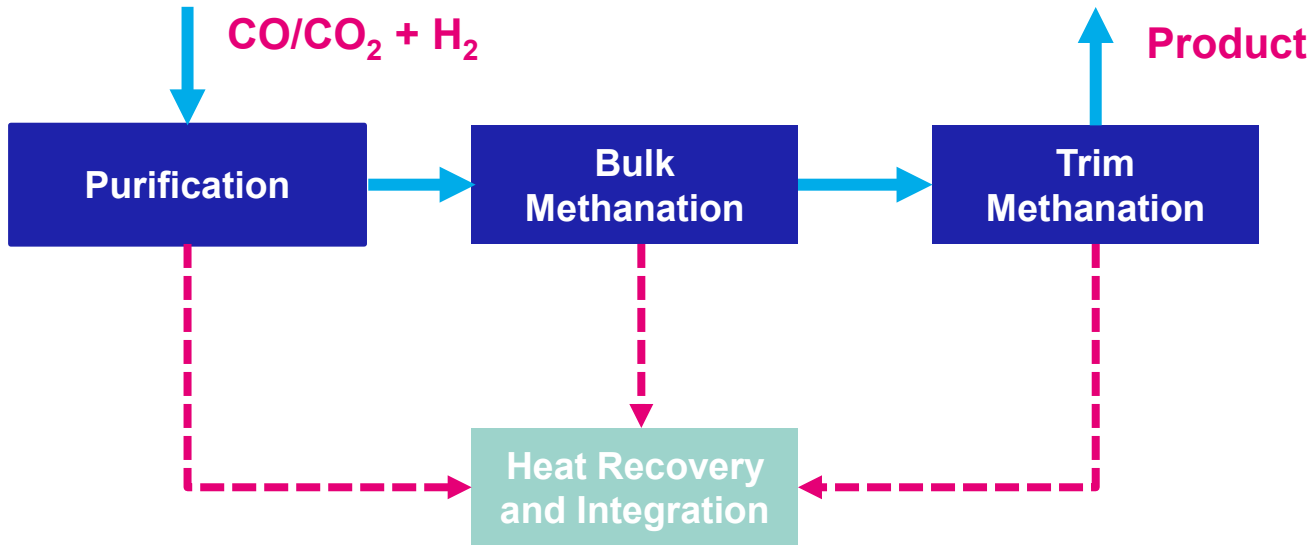 CO/CO₂ + H₂
Product
Purification
Bulk
Methanation
Trim
Methanation
Heat Recovery
and Integration